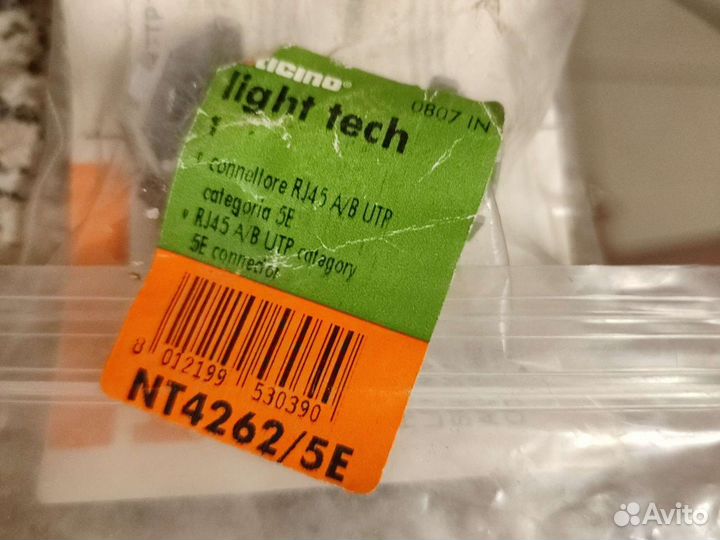 ticino®
light tech
0807 IN
1
• connettore RJ45 A/B UTP
categoria 5E
• RJ45 A/B UTP catagory
5E connector
8 012199 530390
NT4262/5E
Avito